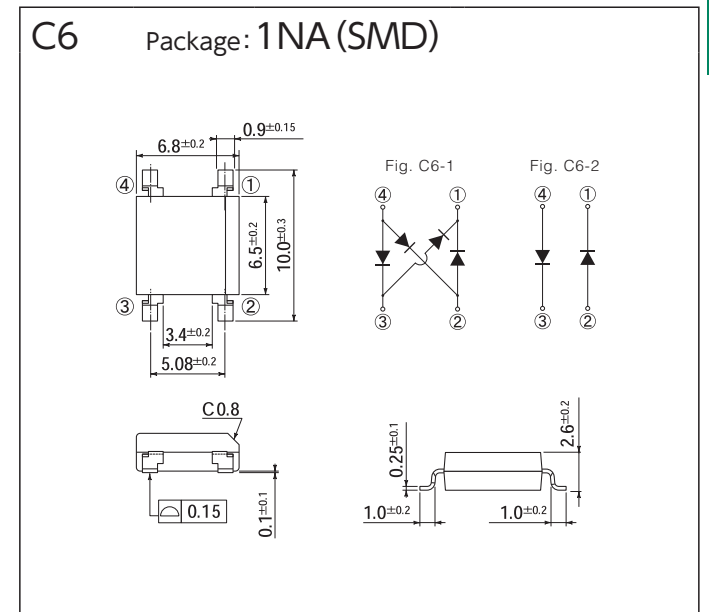 C6 Package: 1NA (SMD)
0.9±0.15
6.8±0.2
④ ①
6.5±0.2
10.0±0.3
③ ②
3.4±0.2
5.08±0.2
Fig. C6-1 Fig. C6-2
④ ① ④ ①
③ ② ③ ②
C0.8
0.15
0.1±0.1
0.25±0.1
2.6±0.2
1.0±0.2 1.0±0.2